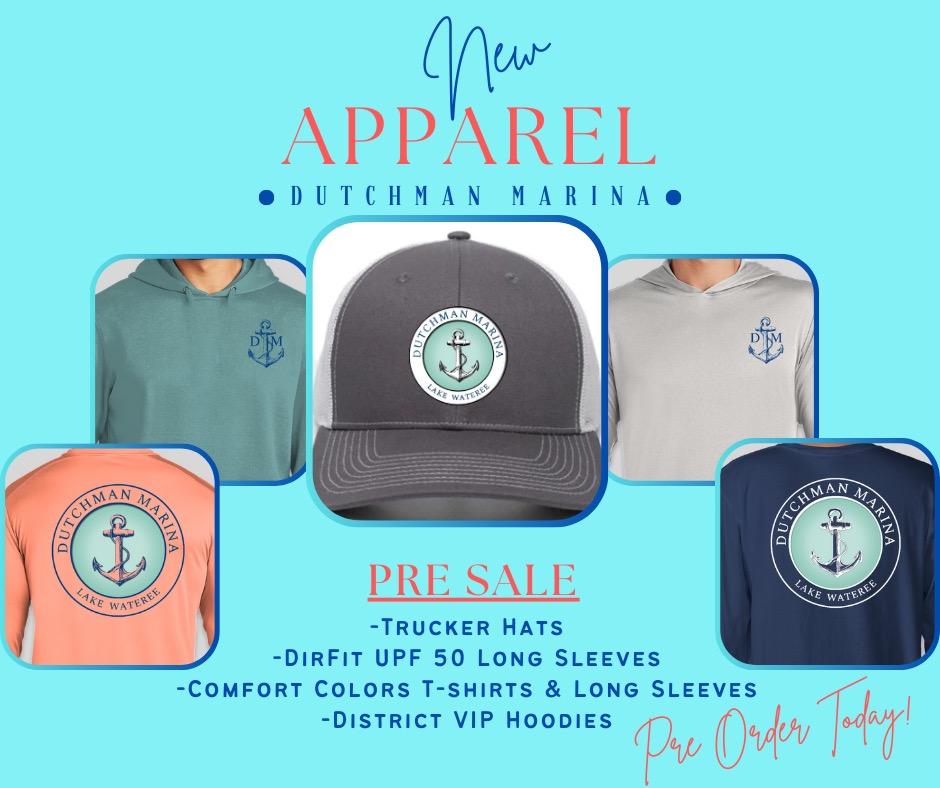 New
APPAREL
• DUTCHMAN MARINA •
D M
DUTCHMAN MARINA
LAKE WATEREE
D M
DUTCHMAN MARINA
LAKE WATEREE
DUTCHMAN MARINA
LAKE WATEREE
PRE SALE
-TRUCKER HATS
-DIRFIT UPF 50 LONG SLEEVES
-COMFORT COLORS T-SHIRTS & LONG SLEEVES
-DISTRICT VIP HOODIES
Pre Order Today!